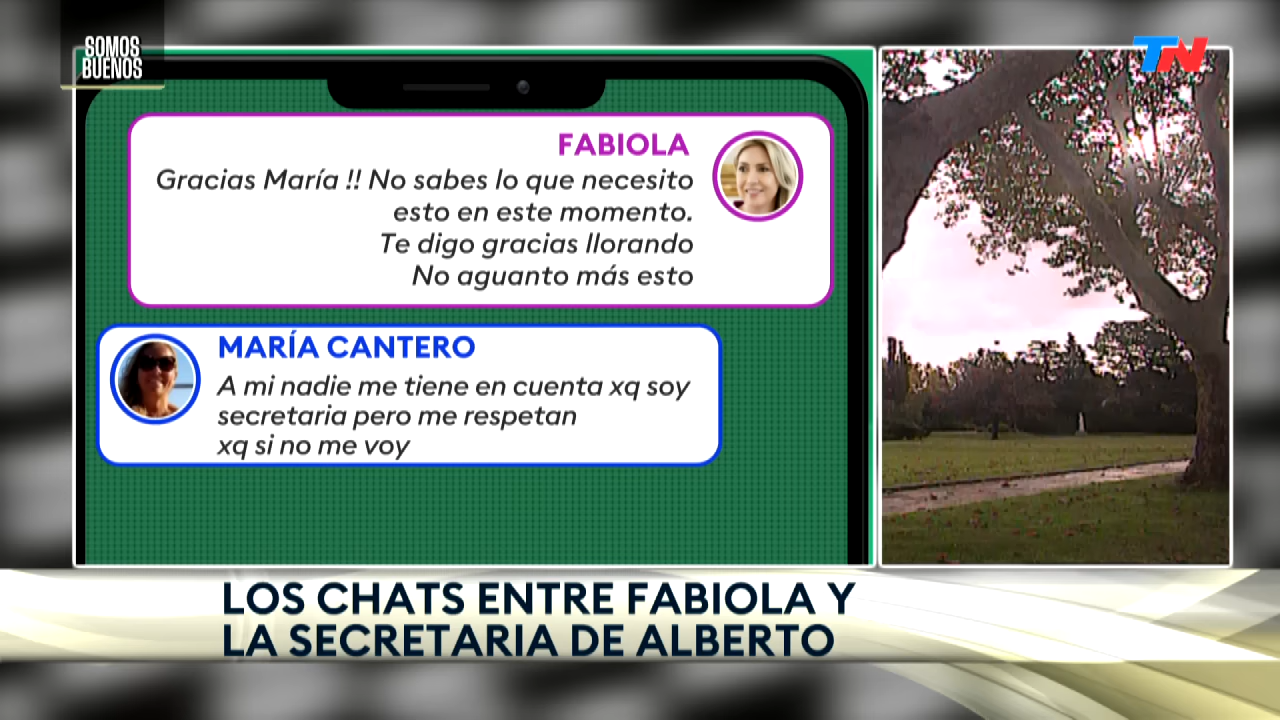 SOMOS
BUENOS
TN
FABIOLA
Gracias María !! No sabes lo que necesito
esto en este momento.
Te digo gracias llorando
No aguanto más esto
MARÍA CANTERO
A mi nadie me tiene en cuenta xq soy
secretaria pero me respetan
xq si no me voy
LOS CHATS ENTRE FABIOLA Y
LA SECRETARIA DE ALBERTO